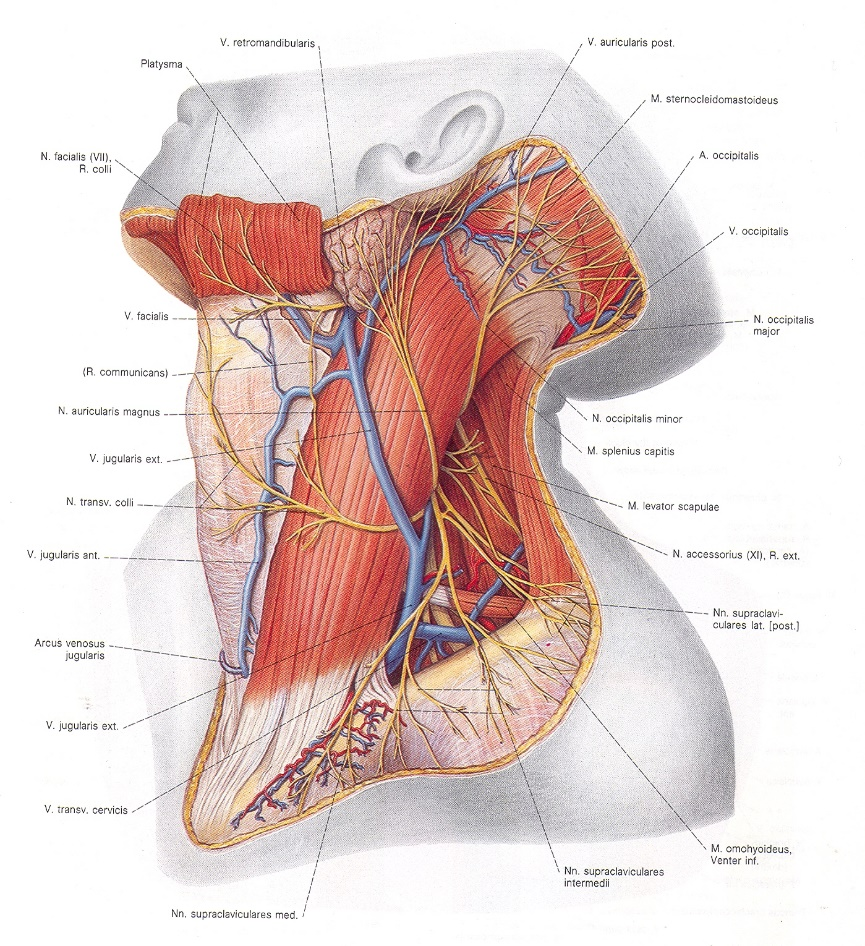 V. retromandibularis
V. auricularis post.
Platysma
M. sternocleidomastoideus
N. facialis (VII),
R. colli
A. occipitalis
V. occipitalis
V. facialis
N. occipitalis
major
(R. communicans)
N. auricularis magnus
N. occipitalis minor
V. jugularis ext.
M. splenius capitis
N. transv. colli
M. levator scapulae
V. jugularis ant.
N. accessorius (XI), R. ext.
Nn. supraclavi-
culares lat. [post.]
Arcus venosus
jugularis
V. jugularis ext.
V. transv. cervicis
M. omohyoideus,
Venter inf.
Nn. supraclaviculares
intermedii
Nn. supraclaviculares med.